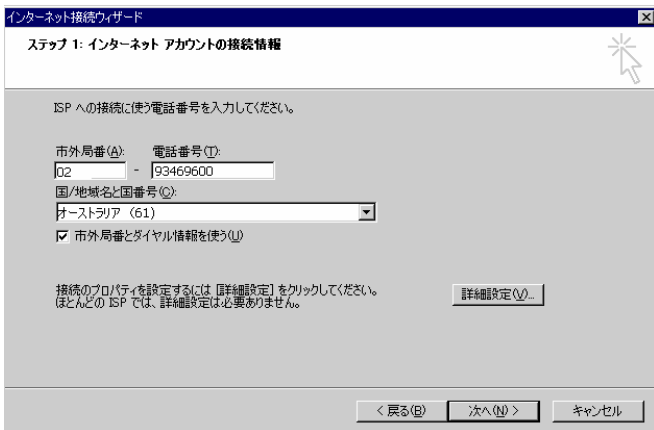 インターネット接続ウィザード
ステップ 1: インターネット アカウントの接続情報
ISP への接続に使う電話番号を入力してください。
市外局番(A): 電話番号(T):
02 - 93469600
国/地域名と国番号(C):
オーストラリア (61)
市外局番とダイヤル情報を使う(U)
接続のプロパティを設定するには [詳細設定] をクリックしてください。
ほとんどの ISP では、詳細設定は必要ありません。
詳細設定(V)...
< 戻る(B) 次へ(N) > キャンセル